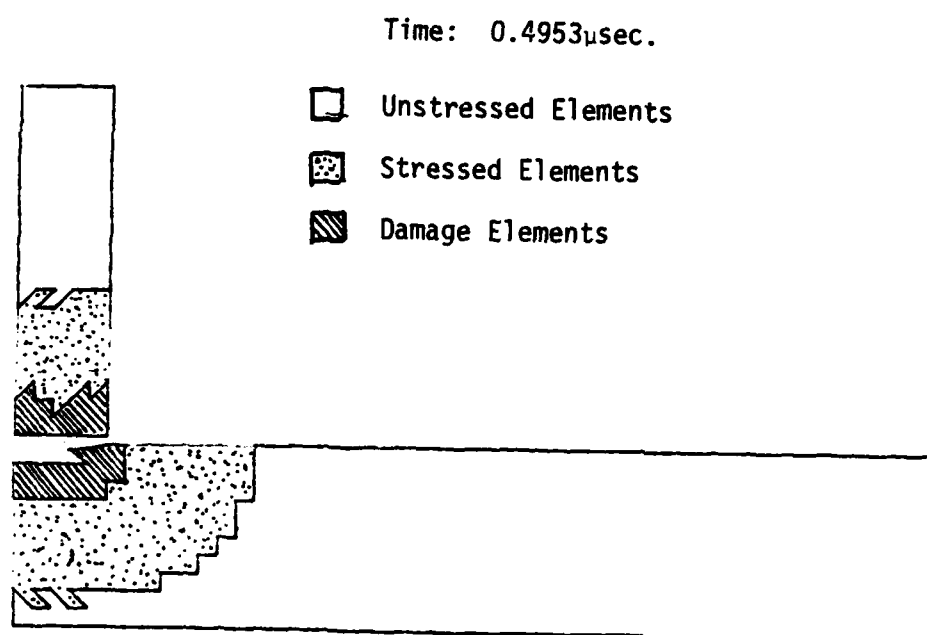 Time: 0.4953μsec.
Unstressed Elements
Stressed Elements
Damage Elements